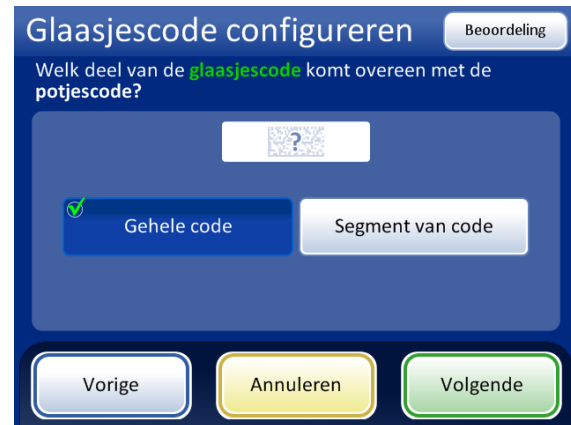 Glaasjescode configureren
Beoordeling
Welk deel van de glaasjescode komt overeen met de
potjescode?
?
Gehele code
Segment van code
Vorige
Annuleren
Volgende